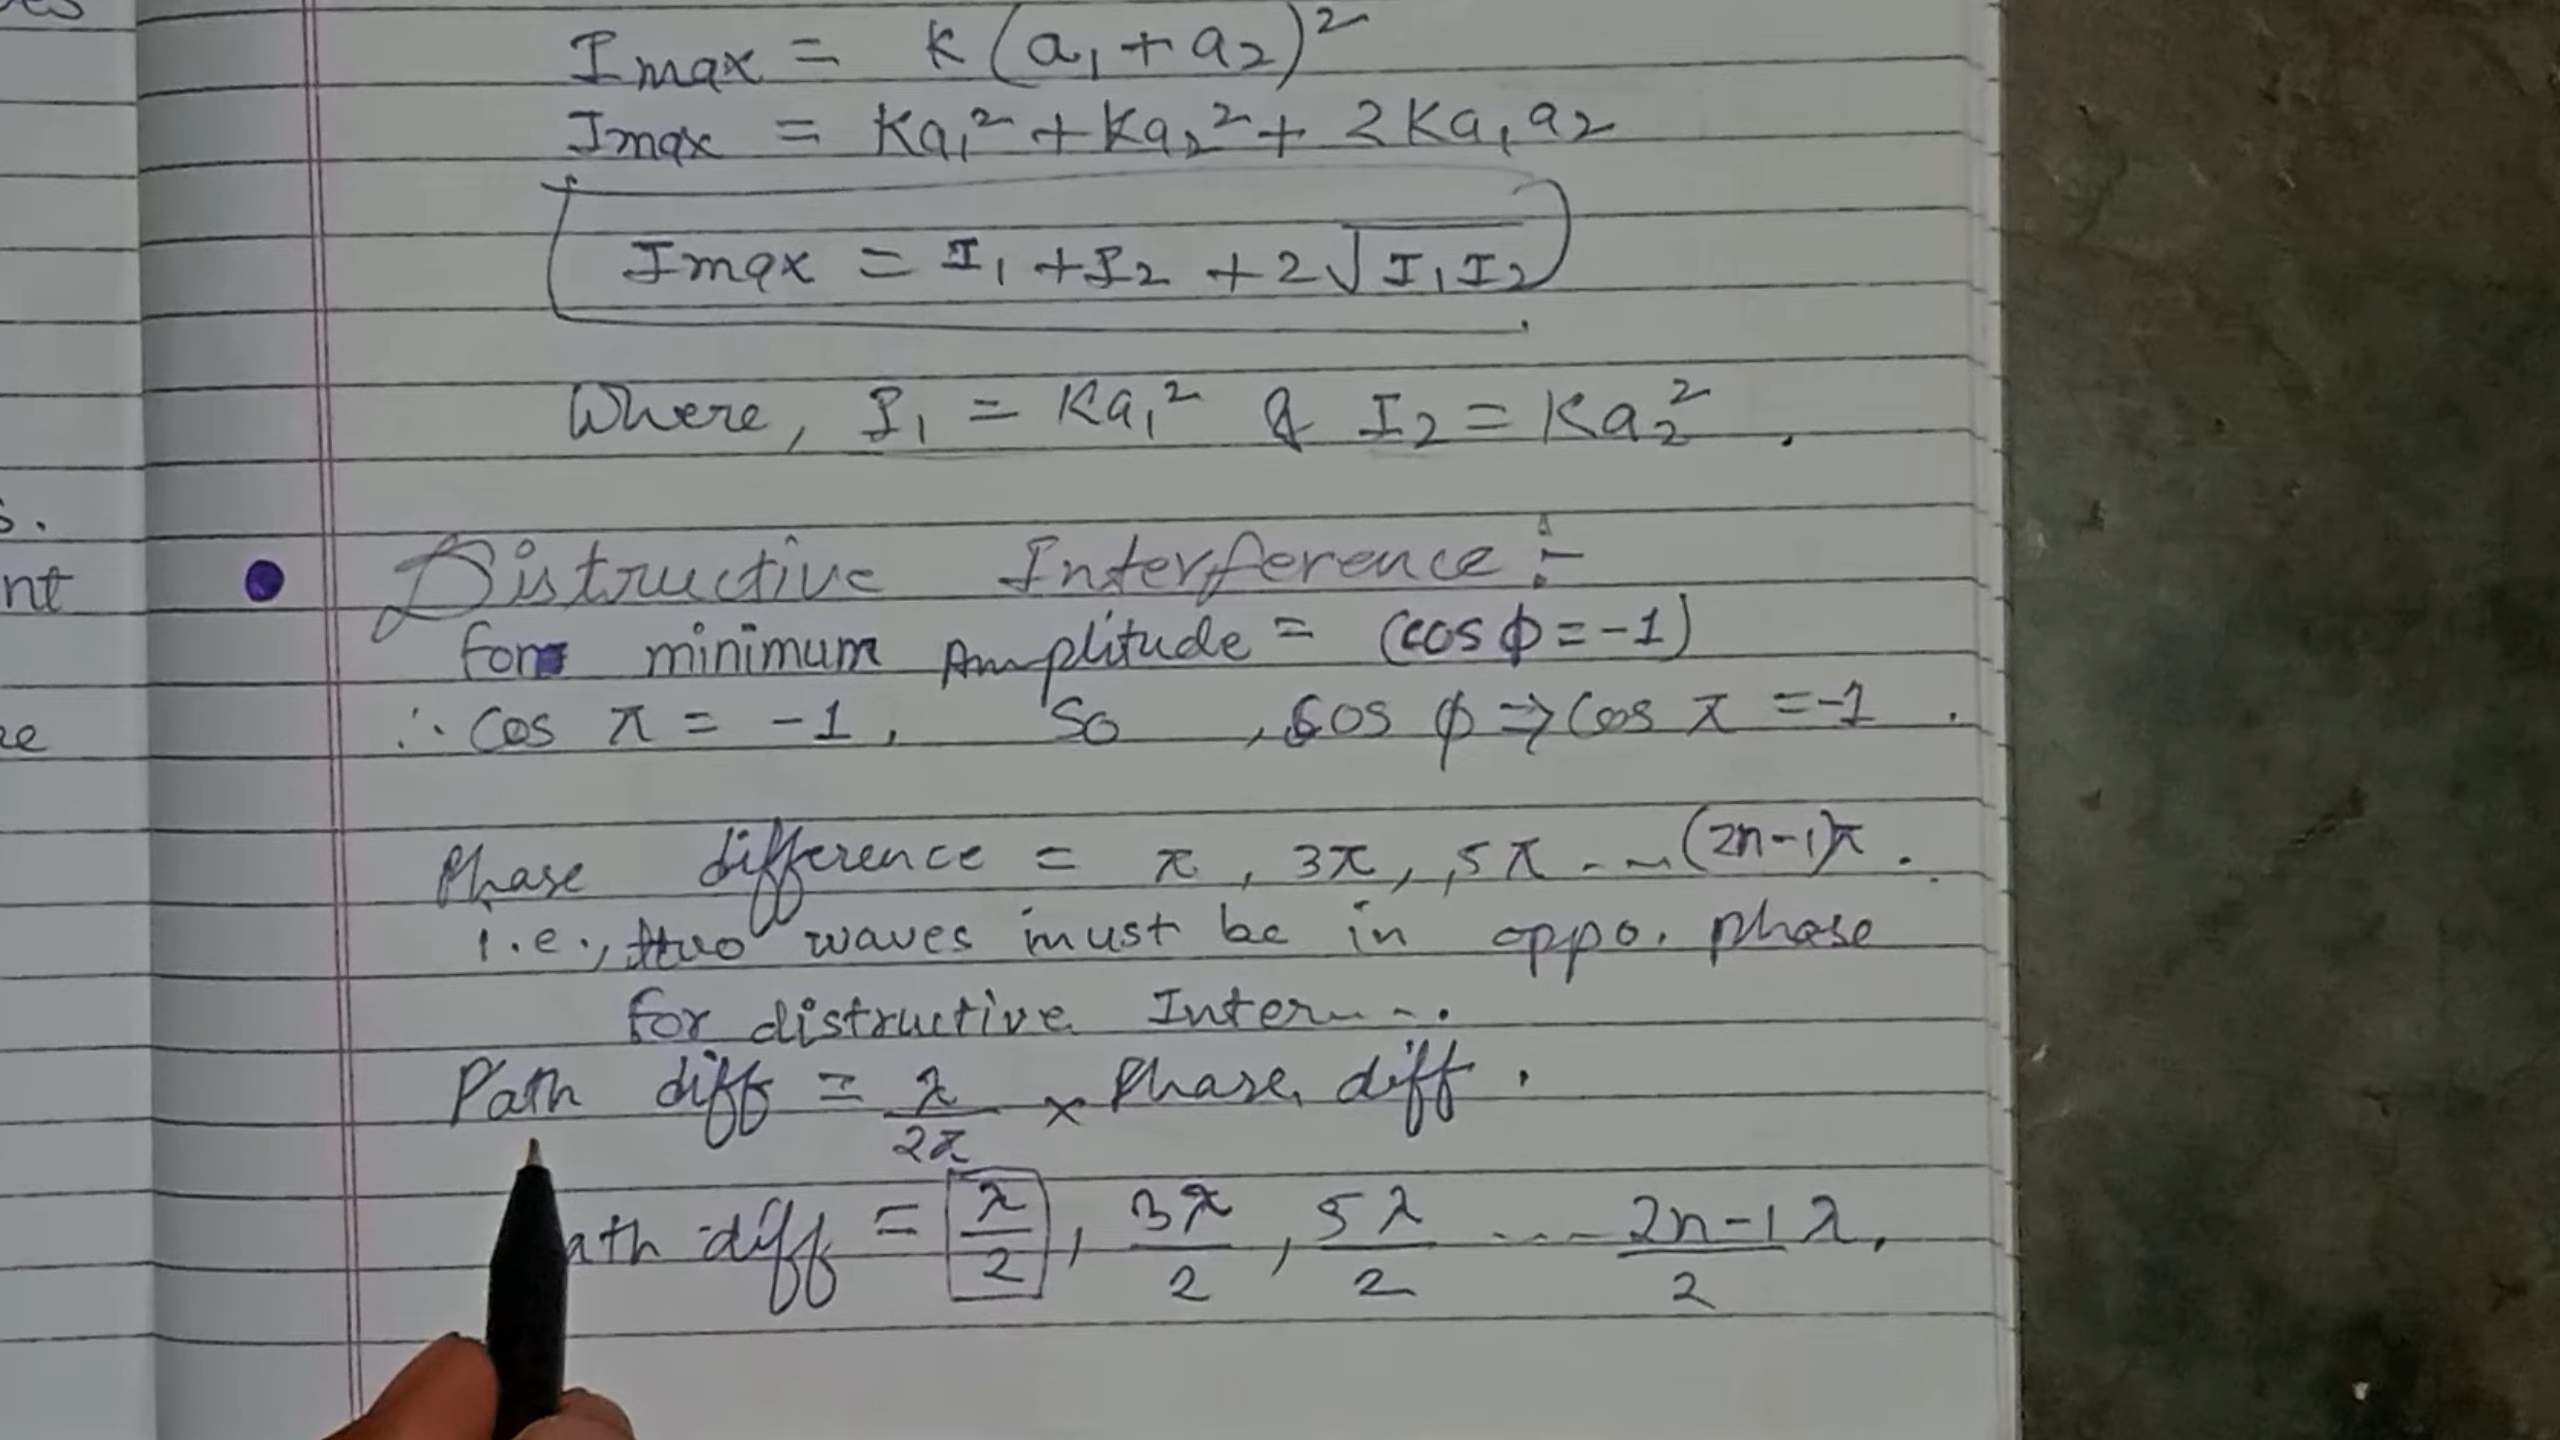 es
Imax = K(a₁ + a₂)²
Imax = Ka₁² + Ka₂² + 2Ka₁a₂
Imax = I₁ + I₂ + 2√I₁I₂
Where, I₁ = Ka₁² & I₂ = Ka₂².
s.
nt
Distructive Interference :-
for minimum Amplitude = (cos ϕ = -1)
re
∴ Cos π = -1, So, Cos ϕ ⇒ Cos π = -1.
Phase difference = π, 3π, 5π ... (2n-1)π.
i.e., two waves must be in oppo. phase
for distructive Inter....
Path diff = λ/2π × Phase diff.
ath diff = λ/2, 3λ/2, 5λ/2 .... 2n-1/2 λ.